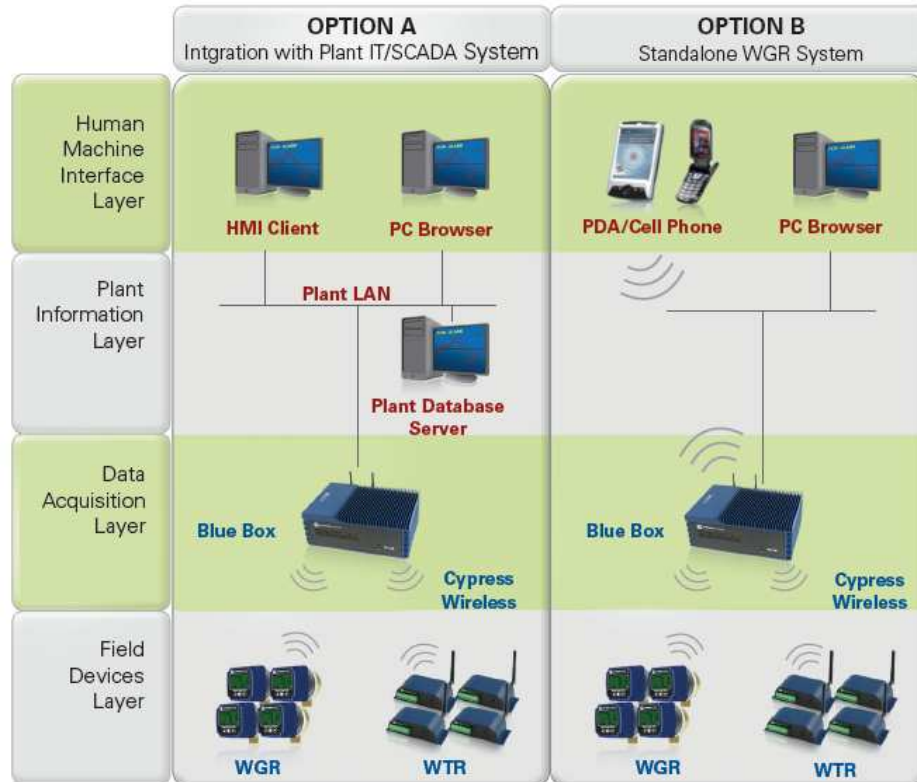 OPTION A
Intgration with Plant IT/SCADA System
OPTION B
Standalone WGR System
Human
Machine
Interface
Layer
HMI Client
PC Browser
PDA/Cell Phone
PC Browser
Plant
Information
Layer
Plant LAN
Plant Database
Server
Data
Acquisition
Layer
Blue Box
Cypress
Wireless
Blue Box
Cypress
Wireless
Field
Devices
Layer
WGR
WTR
WGR
WTR